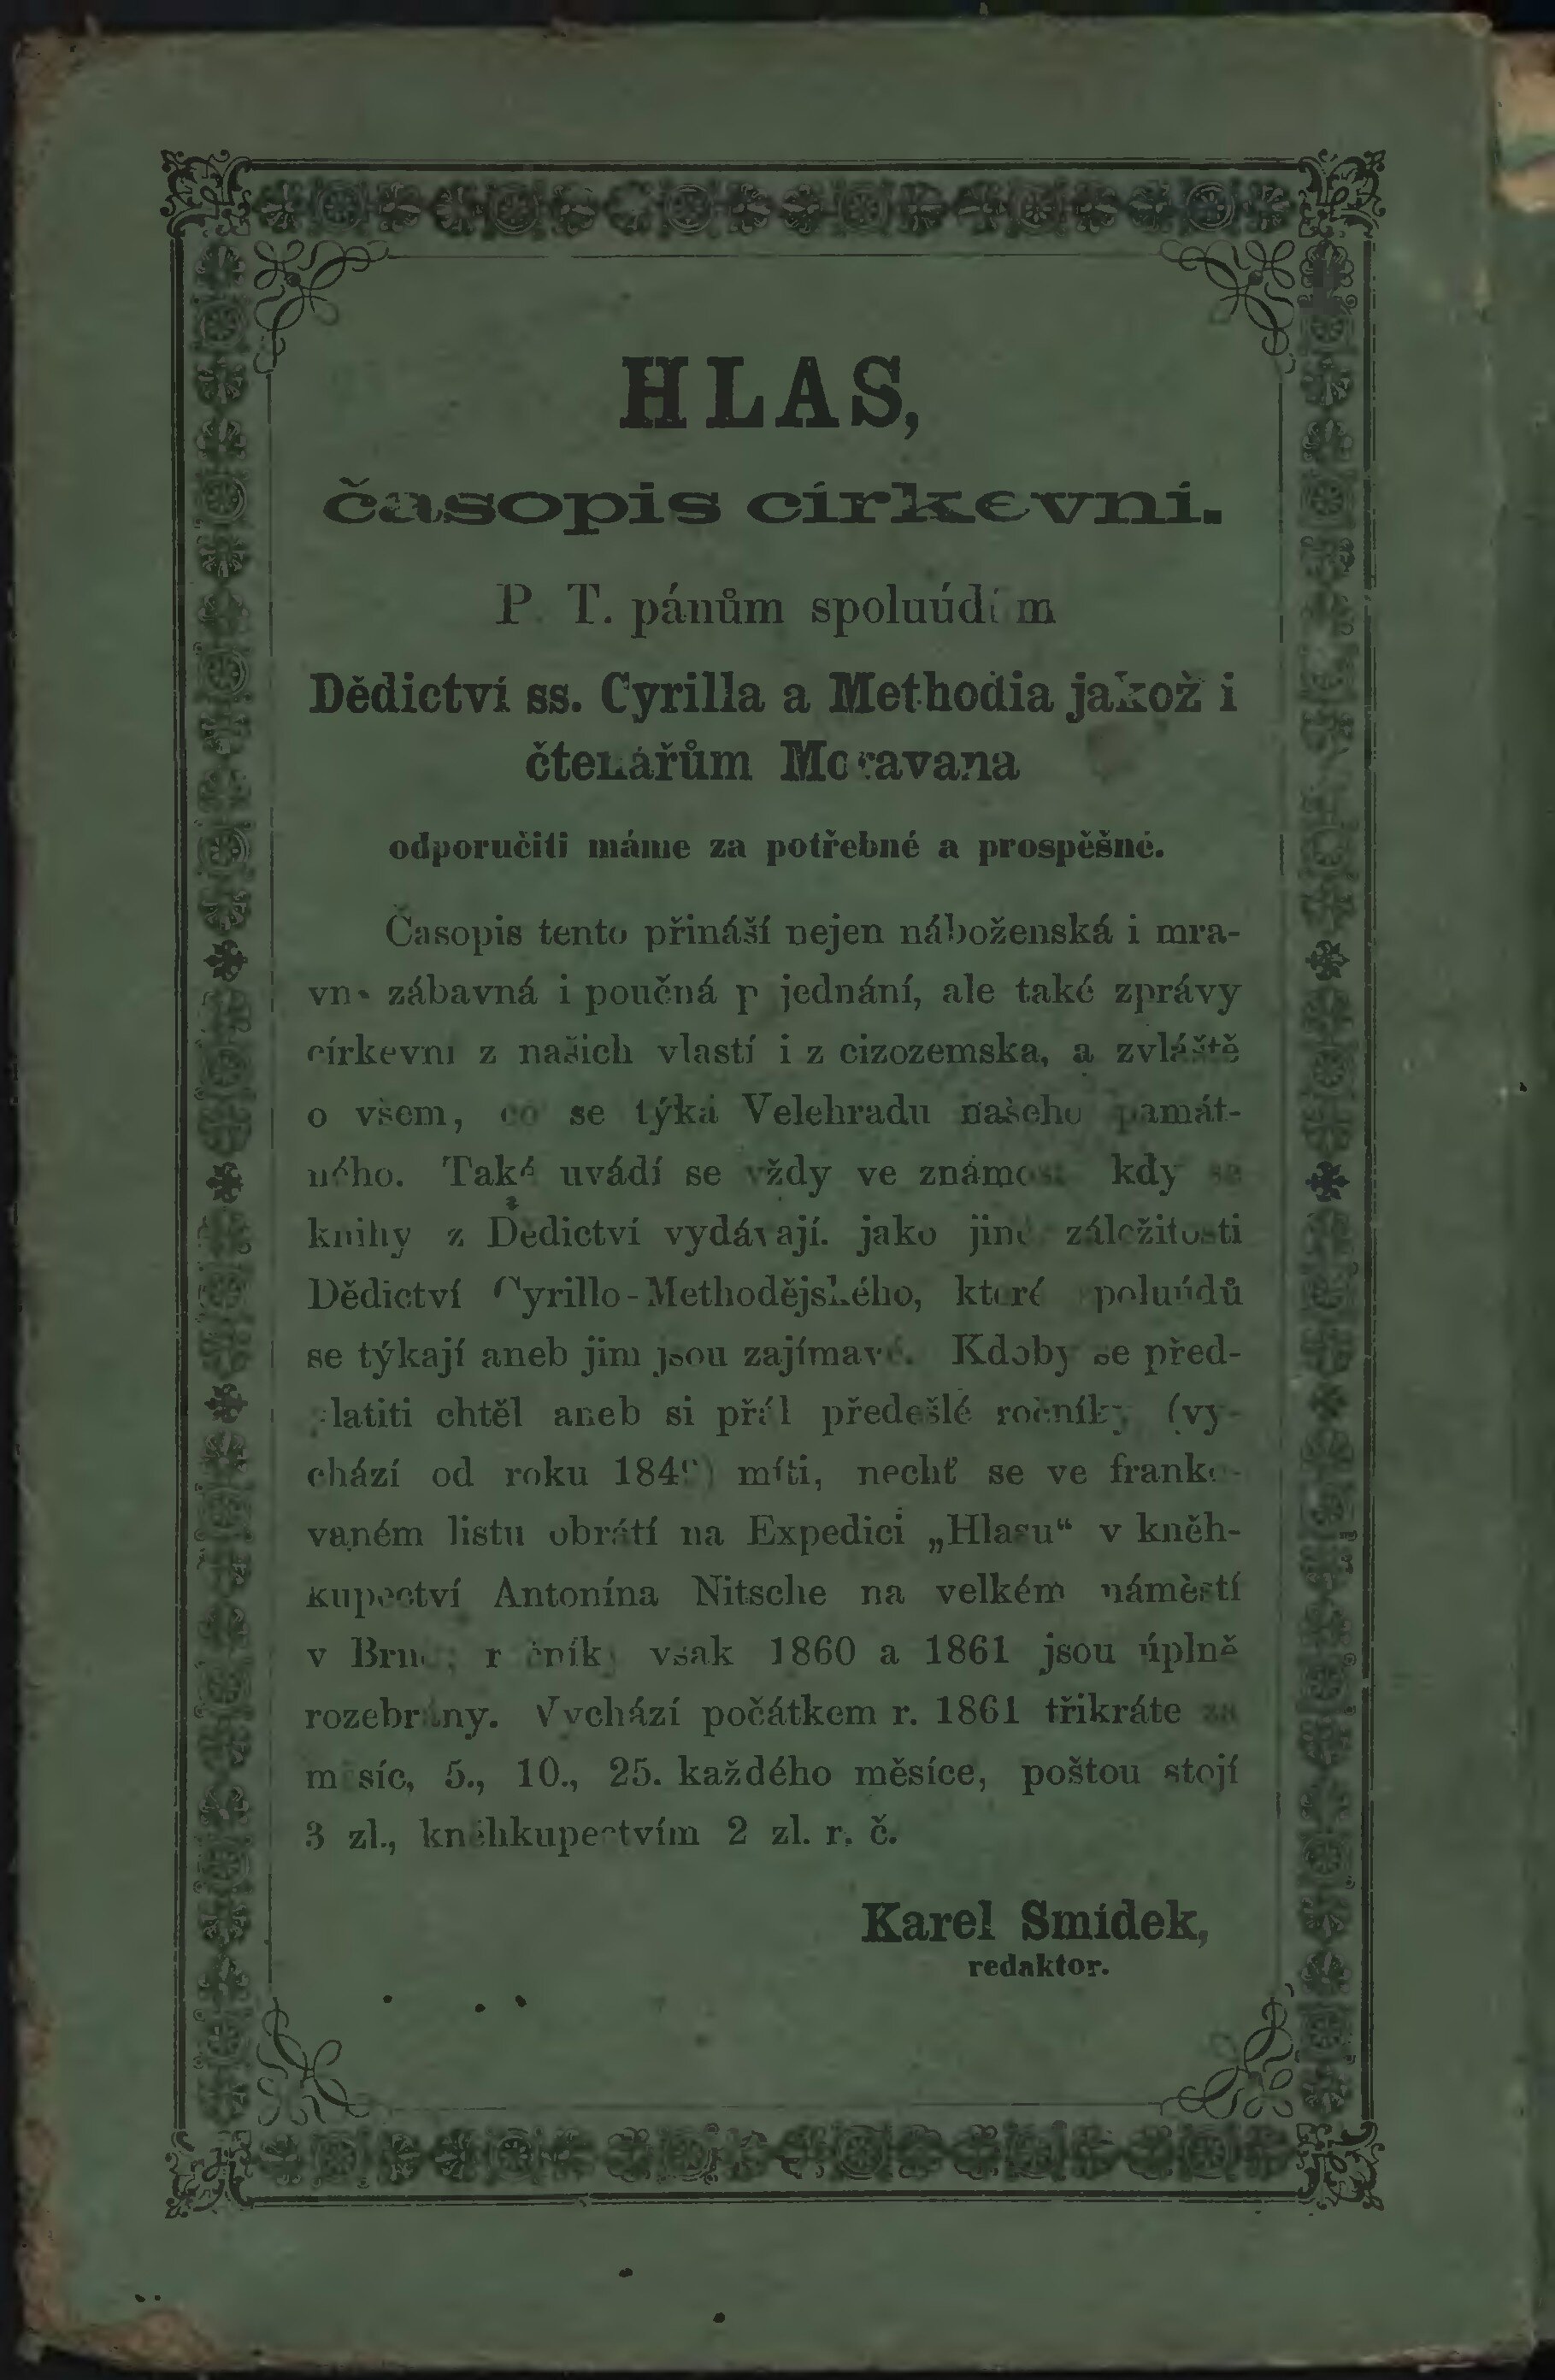 HLAS,
časopis církevní.
P. T. pánům spoluúdům
Dědictví ss. Cyrilla a Methodia jakož i
čtenářům Moravana
odporučiti máme za potřebné a prospěšné.
Časopis tento přináší nejen náboženská i mra-
vně zábavná i poučná pojednání, ale také zprávy
církevní z našich vlastí i z cizozemska, a zvláště
o všem, co se týká Velehradu našeho památ-
ného. Také uvádí se vždy ve známost kdy se
knihy z Dědictví vydávají. jako jiné záležitosti
Dědictví Cyrillo-Methodějského, které spoluúdů
se týkají aneb jim jsou zajímavé. Kdoby se před-
platiti chtěl aneb si přál předešlé ročníky (vy-
chází od roku 1849) míti, nechť se ve franko-
vaném listu obrátí na Expedici „Hlasu“ v kněh-
kupectví Antonína Nitsche na velkém náměstí
v Brně; ročníky však 1860 a 1861 jsou úplně
rozebrány. Vychází počátkem r. 1861 třikráte za
měsíc, 5., 10., 25. každého měsíce, poštou stojí
3 zl., kněhkupectvím 2 zl. r. č.
Karel Smídek,
redaktor.